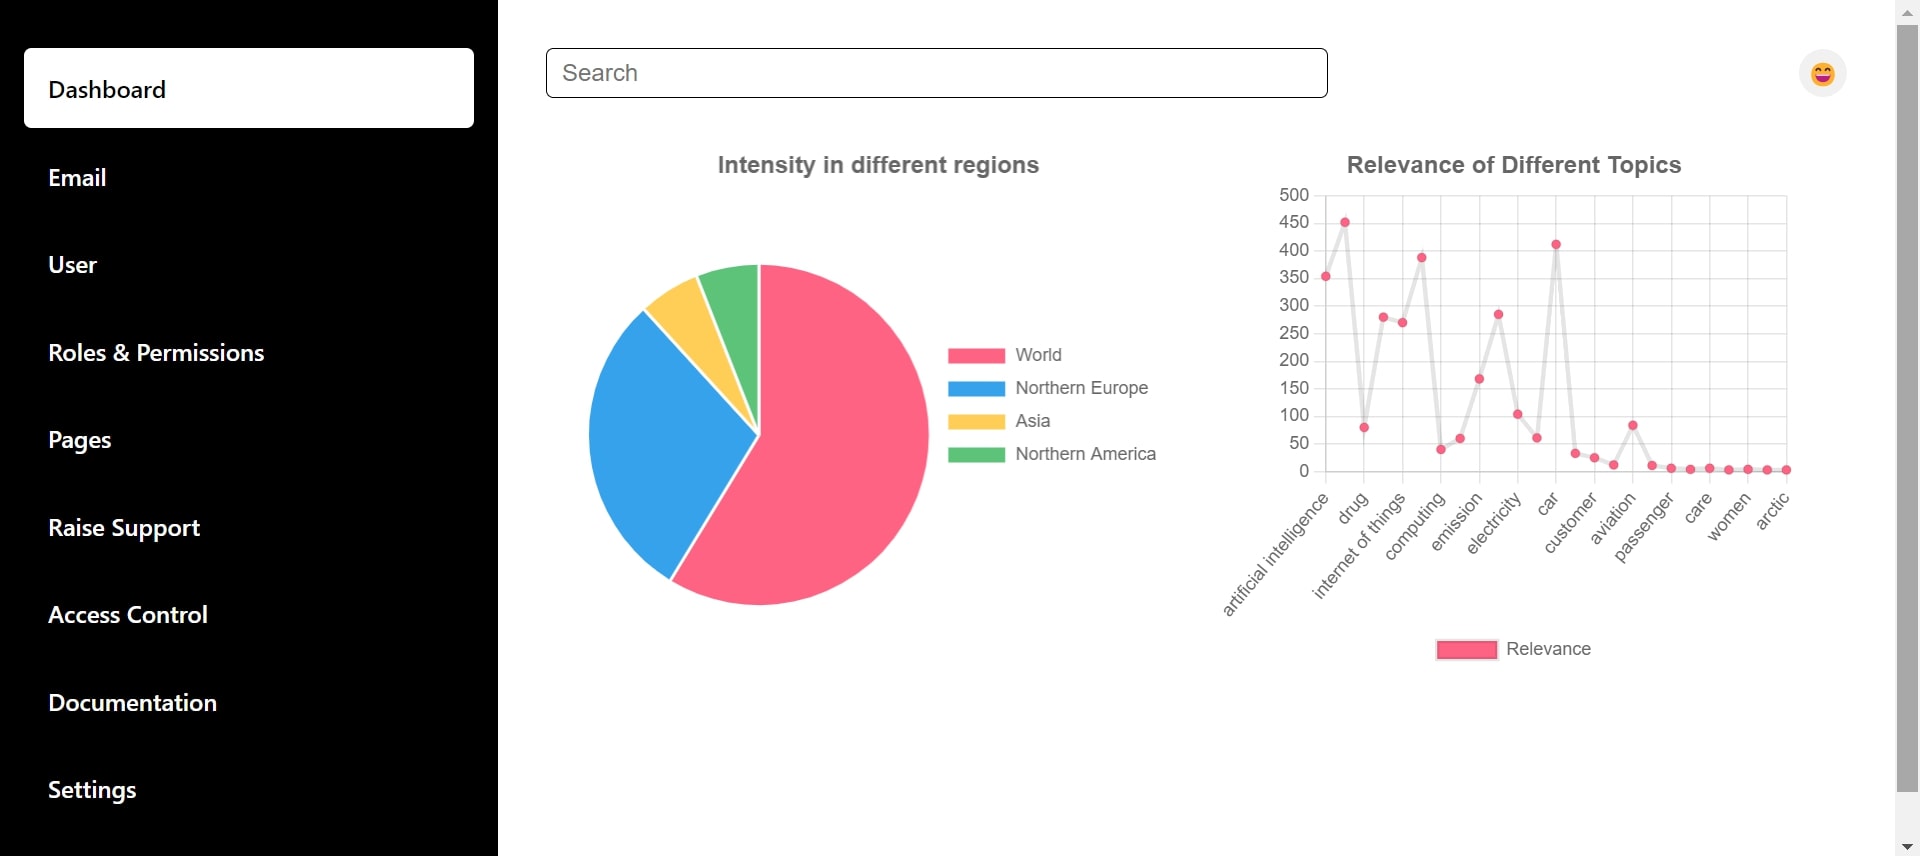 Dashboard
Email
User
Roles & Permissions
Pages
Raise Support
Access Control
Documentation
Settings
Search
Intensity in different regions
World
Northern Europe
Asia
Northern America
Relevance of Different Topics
500
450
400
350
300
250
200
150
100
50
0
artificial intelligence
drug
internet of things
computing
emission
electricity
car
customer
aviation
passenger
care
women
arctic
Relevance